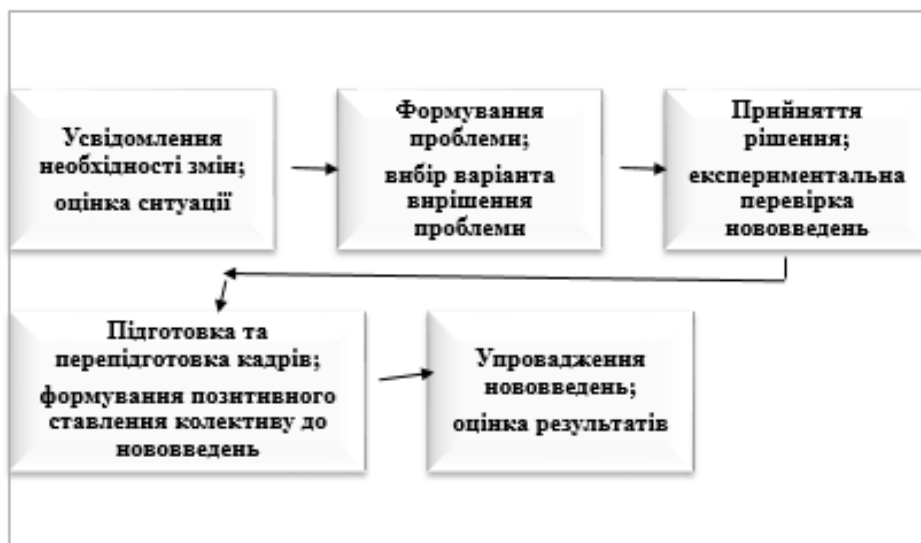 Усвідомлення
необхідності змін;
оцінка ситуації
Формування
проблеми;
вибір варіанта
вирішення
проблеми
Прийняття
рішення;
експериментальна
перевірка
нововведень
Підготовка та
перепідготовка кадрів;
формування позитивного
ставлення колективу до
нововведень
Упровадження
нововведень;
оцінка результатів